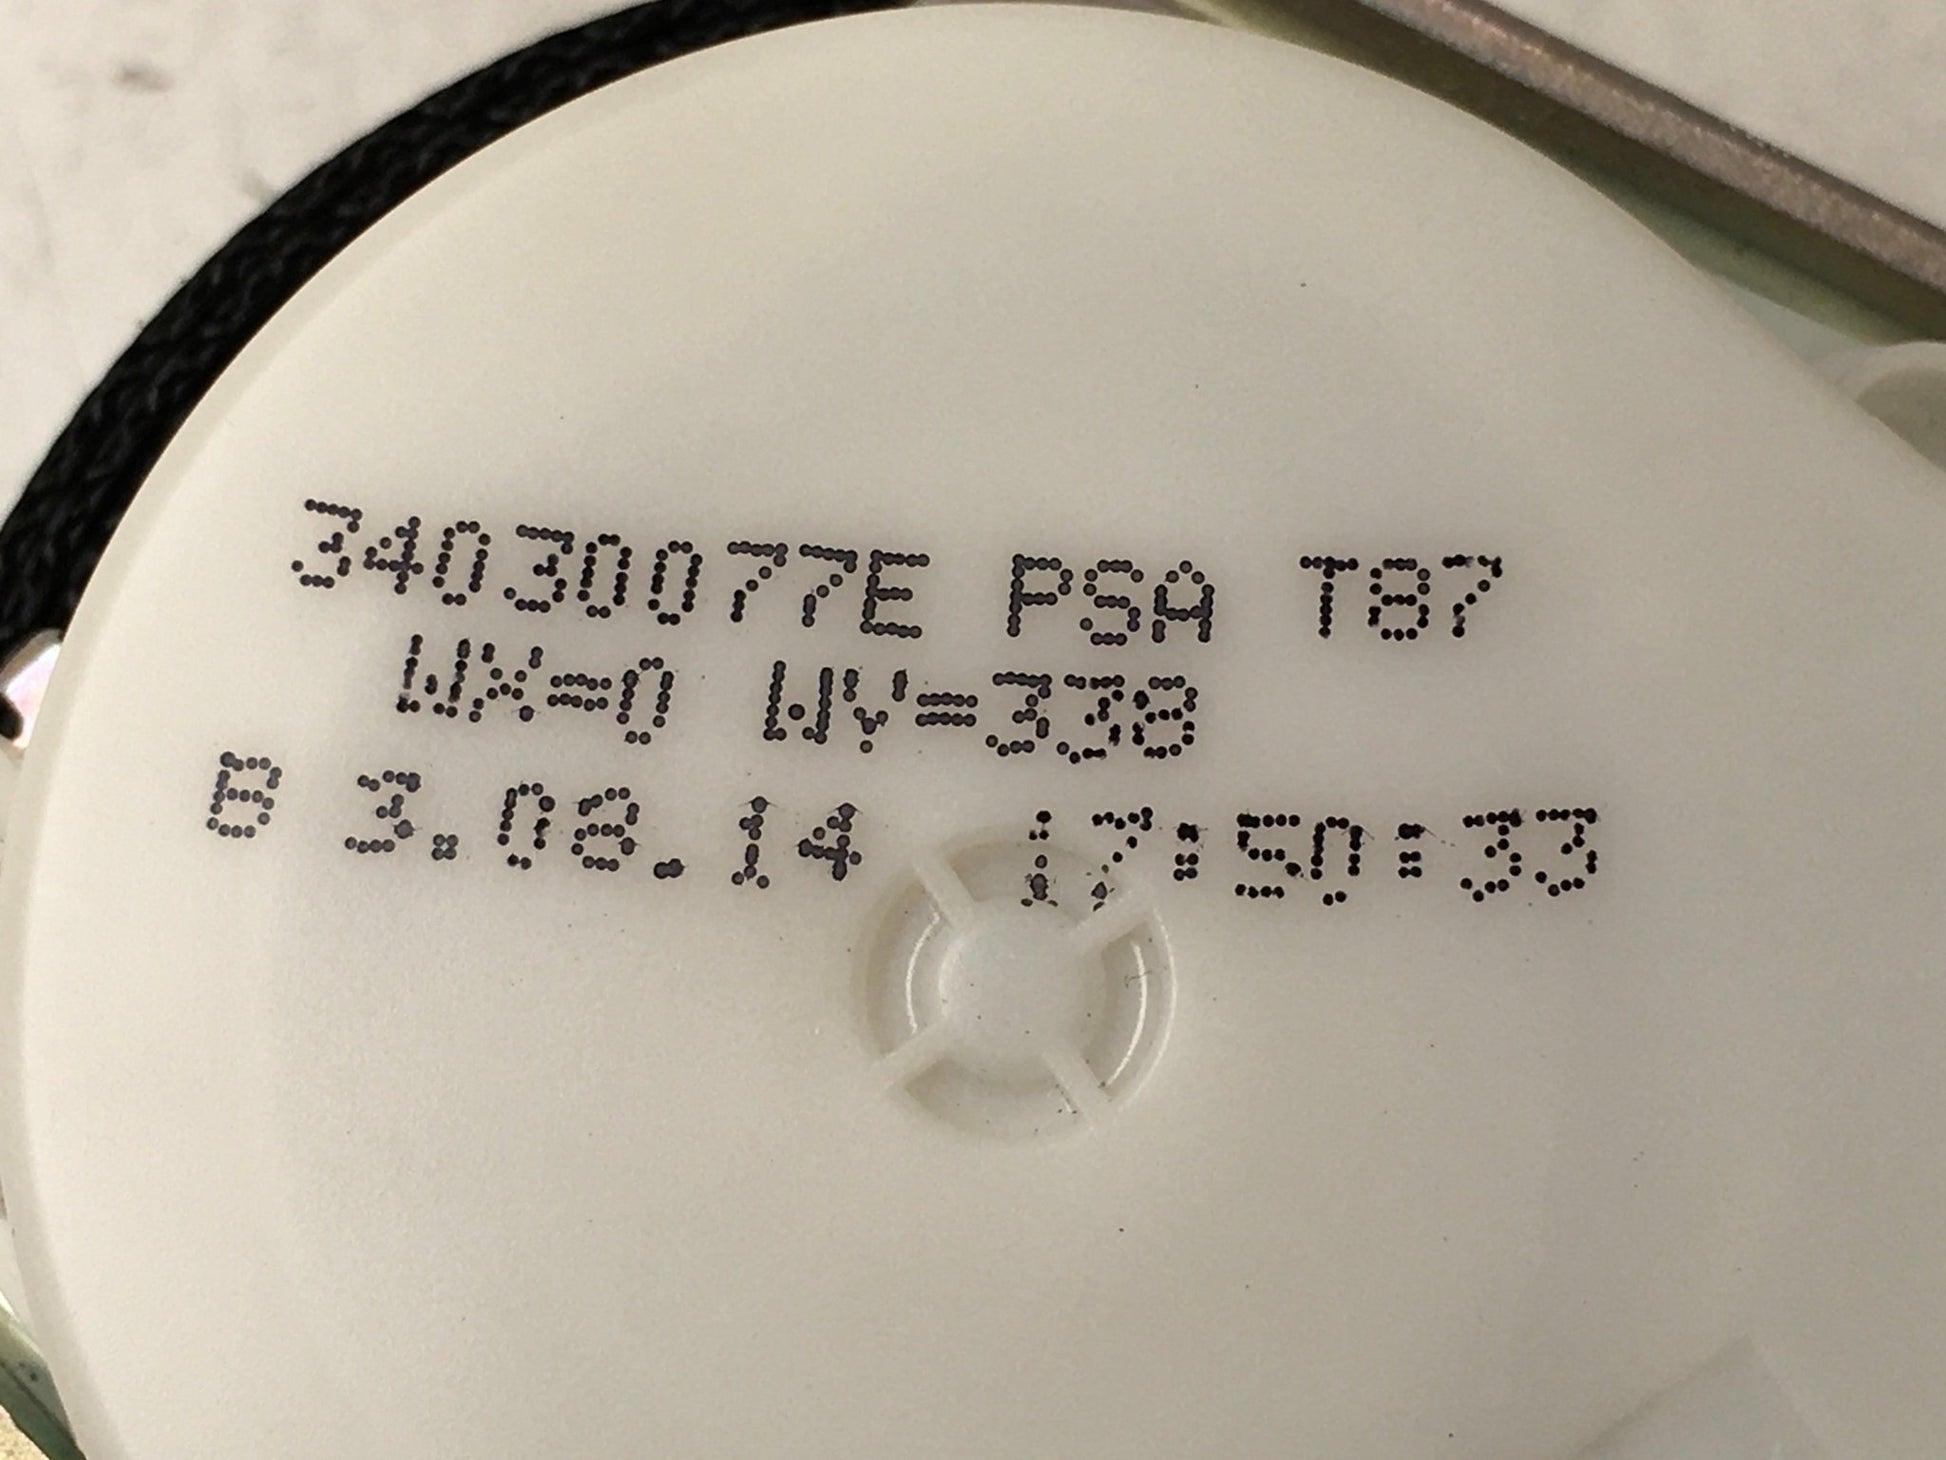 34030077E PSA T87
WX=0 WY=338
B 3.08.14 17:50:33